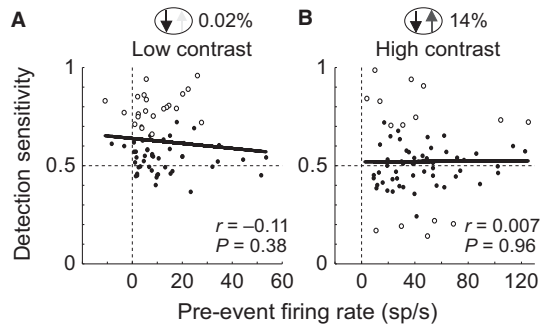 A
0.02%
Low contrast
B
14%
High contrast
Detection sensitivity
1
0.5
0
r = –0.11
P = 0.38
0 20 40 60
1
0.5
0
r = 0.007
P = 0.96
0 40 80 120
Pre-event firing rate (sp/s)